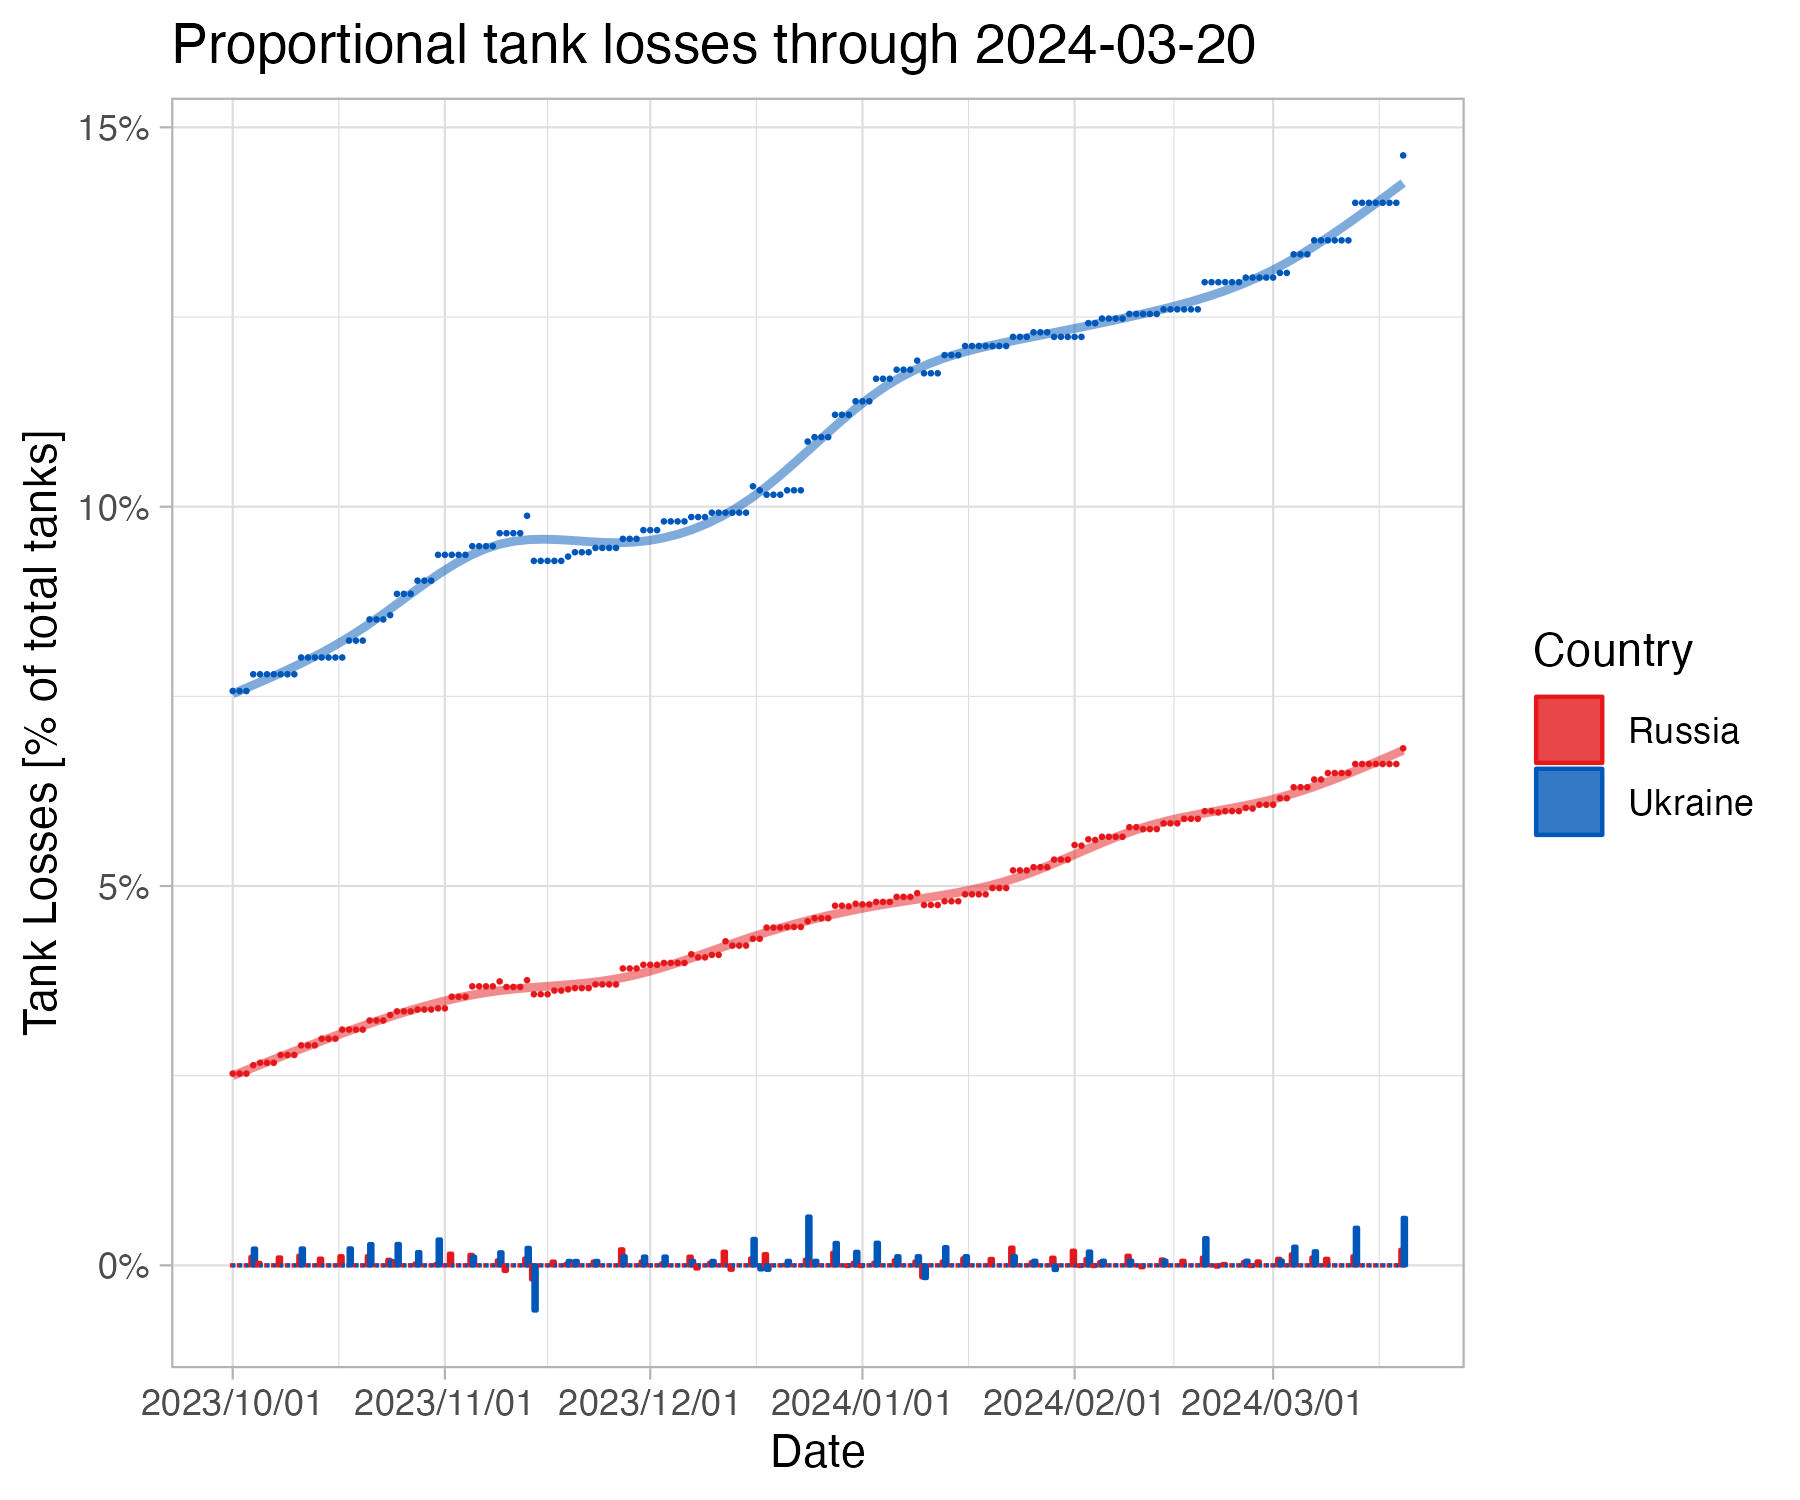 Proportional tank losses through 2024-03-20
Tank Losses [% of total tanks]
15%
10%
5%
0%
2023/10/01 2023/11/01 2023/12/01 2024/01/01 2024/02/01 2024/03/01
Date
Country
Russia
Ukraine